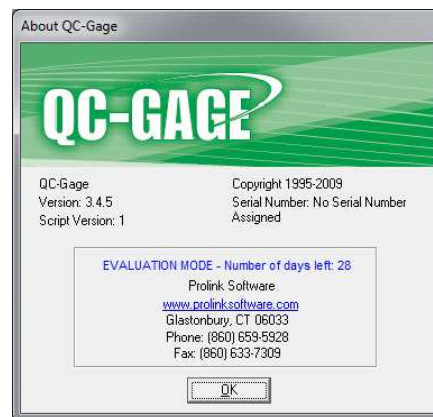 About QC-Gage
QC-GAGE
QC-Gage
Version: 3.4.5
Script Version: 1
Copyright 1995-2009
Serial Number: No Serial Number
Assigned
EVALUATION MODE - Number of days left: 28
Prolink Software
www.prolinksoftware.com
Glastonbury, CT 06033
Phone: (860) 659-5928
Fax: (860) 633-7309
OK